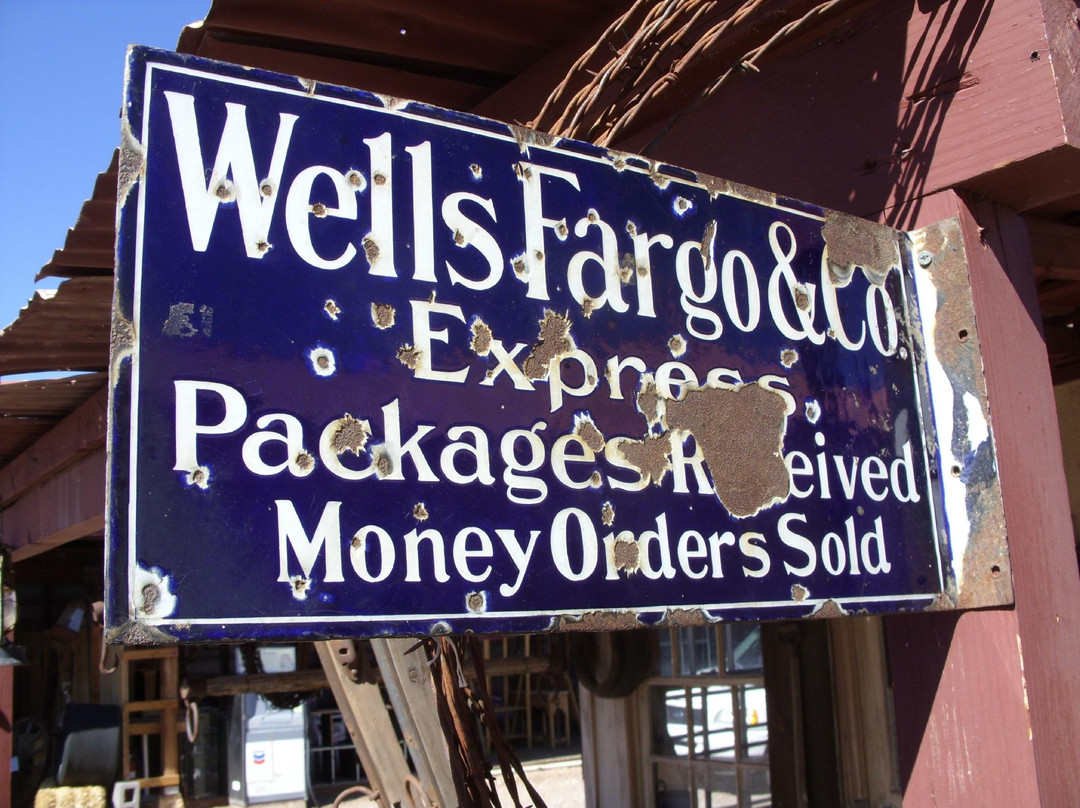 Wells Fargo & Co.
Express
Packages Received
Money Orders Sold